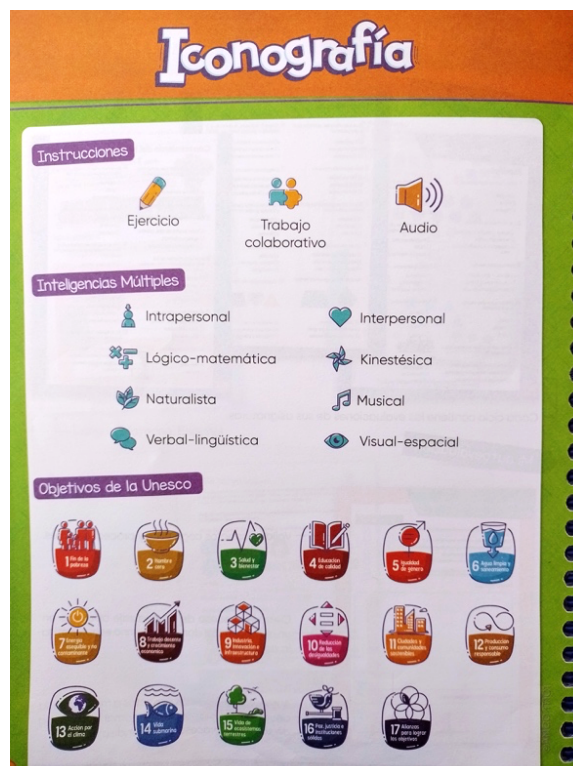 Iconografía
Instrucciones
Ejercicio
Trabajo
colaborativo
Audio
Inteligencias Múltiples
Intrapersonal
Interpersonal
Lógico-matemática
Kinestésica
Naturalista
Musical
Verbal-lingüística
Visual-espacial
Objetivos de la Unesco
1 Fin de la
pobreza
2 Hambre
cero
3 Salud y
bienestar
4 Educación
de calidad
5 Igualdad
de género
6 Agua limpia y
saneamiento
7 Energía
asequible y no
contaminante
8 Trabajo decente
y crecimiento
económico
9 Industria,
innovación e
infraestructura
10 Reducción
de las
desigualdades
11 Ciudades y
comunidades
sostenibles
12 Producción
y consumo
responsable
13 Acción por
el clima
14 Vida
submarina
15 Vida de
ecosistemas
terrestres
16 Paz, justicia e
instituciones
sólidas
17 Alianzas
para lograr
los objetivos